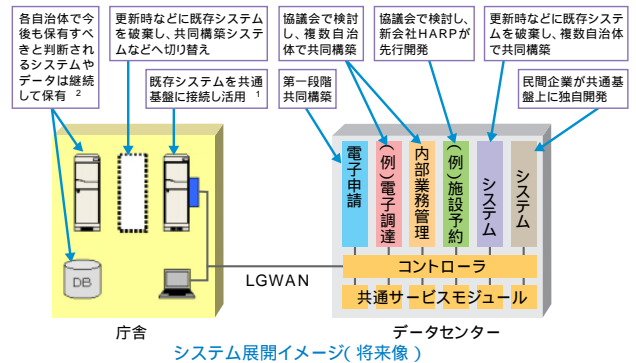 各自治体で今
後も保有すべ
きと判断され
るシステムや
データは継続
して保有 2
更新時などに既存システム
を破棄し、共同構築システ
ムなどへ切り替え
既存システムを共通
基盤に接続し活用 1
協議会で検討
し、複数自治
体で共同構築
第一段階
共同構築
協議会で検討し、
新会社HARPが
先行開発
更新時などに既存システ
ムを破棄し、複数自治体
で共同構築
民間企業が共通基
盤上に独自開発
電子申請
(例)電子調達
内部業務管理
(例)施設予約
システム
システム
DB
LGWAN
コントローラ
共通サービスモジュール
庁舎
データセンター
システム展開イメージ(将来像)